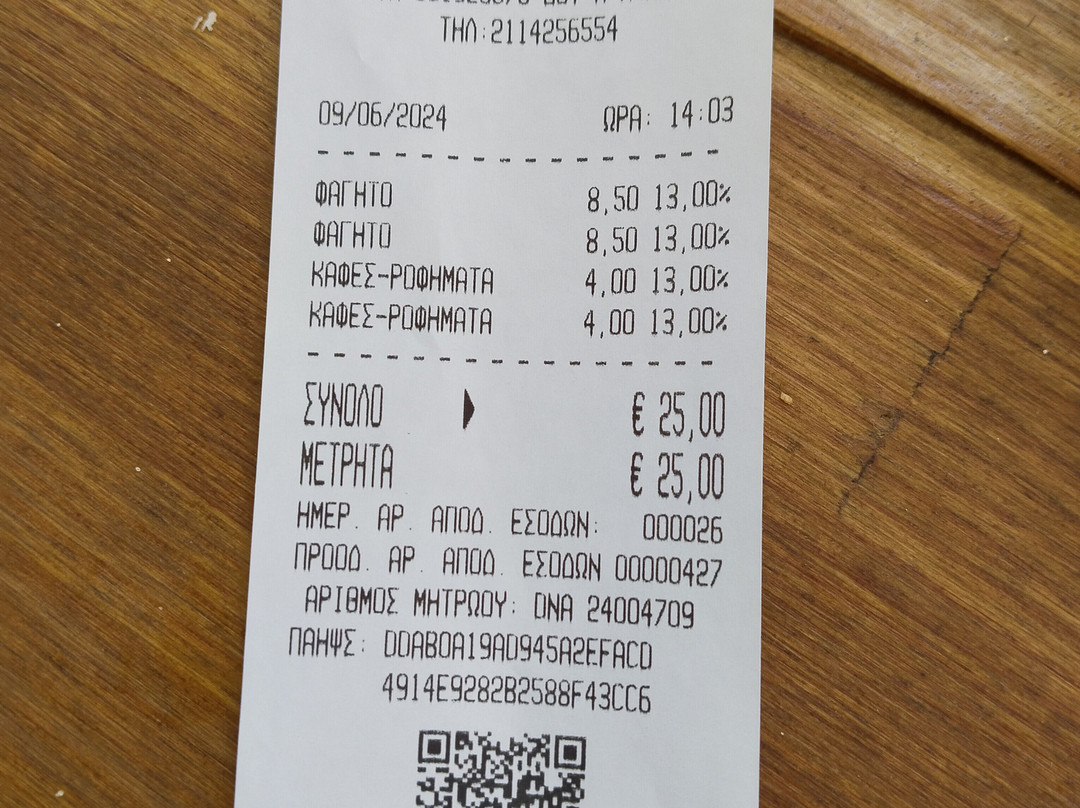 ΤΗΛ:2114256554
09/06/2024 ΩΡΑ: 14:03
ΦΑΓΗΤΟ 8,50 13,00%
ΦΑΓΗΤΟ 8,50 13,00%
ΚΑΦΕΣ-ΡΟΦΗΜΑΤΑ 4,00 13,00%
ΚΑΦΕΣ-ΡΟΦΗΜΑΤΑ 4,00 13,00%
ΣΥΝΟΛΟ € 25,00
ΜΕΤΡΗΤΑ € 25,00
ΗΜΕΡ. ΑΡ. ΑΠΟΔ. ΕΣΟΔΩΝ: 000026
ΠΡΟΟΔ. ΑΡ. ΑΠΟΔ. ΕΣΟΔΩΝ 00000427
ΑΡΙΘΜΟΣ ΜΗΤΡΩΟΥ: DNA 24004709
ΠΑΗΨΣ: DDAB0A19AD945A2EFACD
4914E9282B2588F43CC6